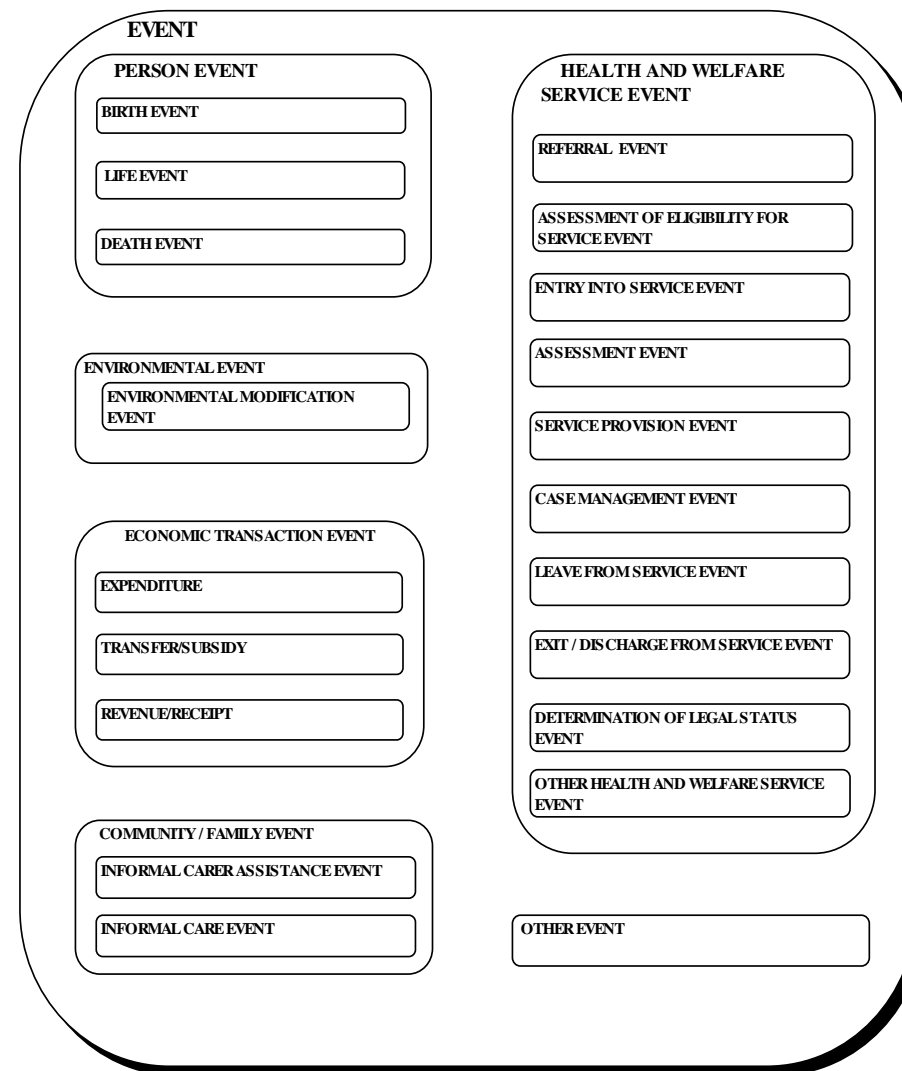 EVENT
PERSON EVENT
BIRTH EVENT
LIFE EVENT
DEATH EVENT
ENVIRONMENTAL EVENT
ENVIRONMENTAL MODIFICATION
EVENT
ECONOMIC TRANSACTION EVENT
EXPENDITURE
TRANSFER/SUBSIDY
REVENUE/RECEIPT
COMMUNITY / FAMILY EVENT
INFORMAL CARER ASSISTANCE EVENT
INFORMAL CARE EVENT
HEALTH AND WELFARE
SERVICE EVENT
REFERRAL EVENT
ASSESSMENT OF ELIGIBILITY FOR
SERVICE EVENT
ENTRY INTO SERVICE EVENT
ASSESSMENT EVENT
SERVICE PROVISION EVENT
CASE MANAGEMENT EVENT
LEAVE FROM SERVICE EVENT
EXIT / DISCHARGE FROM SERVICE EVENT
DETERMINATION OF LEGAL STATUS
EVENT
OTHER HEALTH AND WELFARE SERVICE
EVENT
OTHER EVENT